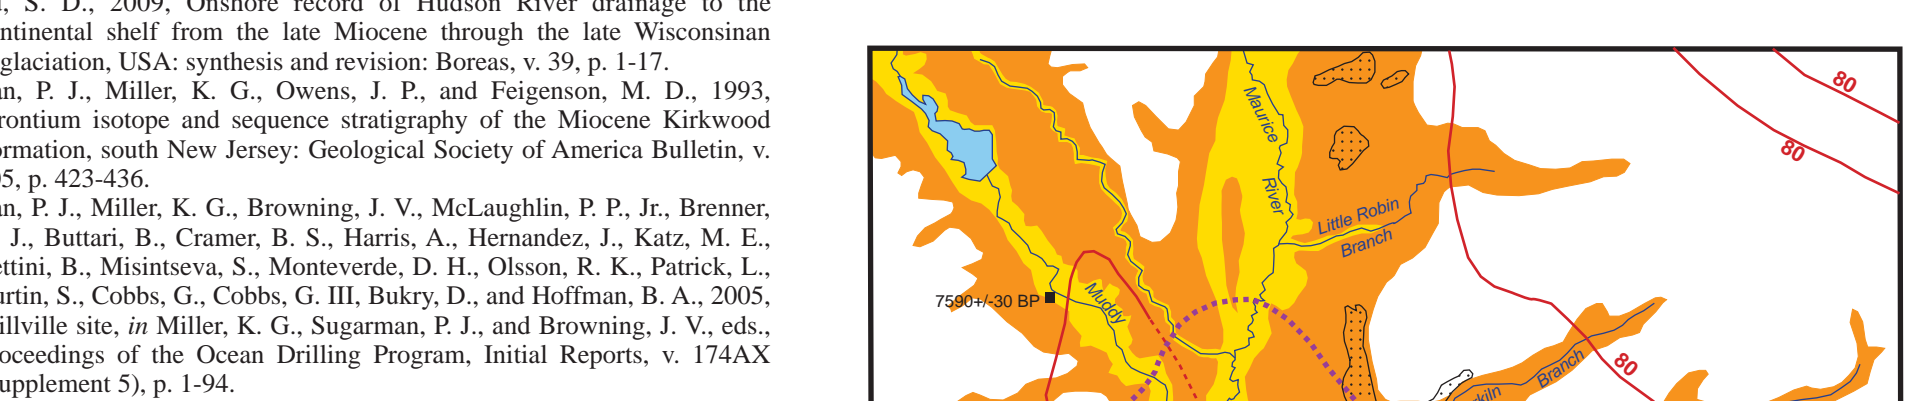 S. D., 2009, Onshore record of Hudson River drainage to the
ntinental shelf from the late Miocene through the late Wisconsinan
glaciation, USA: synthesis and revision: Boreas, v. 39, p. 1-17.
an, P. J., Miller, K. G., Owens, J. P., and Feigenson, M. D., 1993,
rontium isotope and sequence stratigraphy of the Miocene Kirkwood
ormation, south New Jersey: Geological Society of America Bulletin, v.
05, p. 423-436.
an, P. J., Miller, K. G., Browning, J. V., McLaughlin, P. P., Jr., Brenner,
J., Buttari, B., Cramer, B. S., Harris, A., Hernandez, J., Katz, M. E.,
ettini, B., Misintseva, S., Monteverde, D. H., Olsson, R. K., Patrick, L.,
urtin, S., Cobbs, G., Cobbs, G. III, Bukry, D., and Hoffman, B. A., 2005,
illville site, in Miller, K. G., Sugarman, P. J., and Browning, J. V., eds.,
oceedings of the Ocean Drilling Program, Initial Reports, v. 174AX
upplement 5), p. 1-94.
80
80
Maurice
River
Little Robin
Branch
7590+/-30 BP
Muddy
80
Branch
kiln